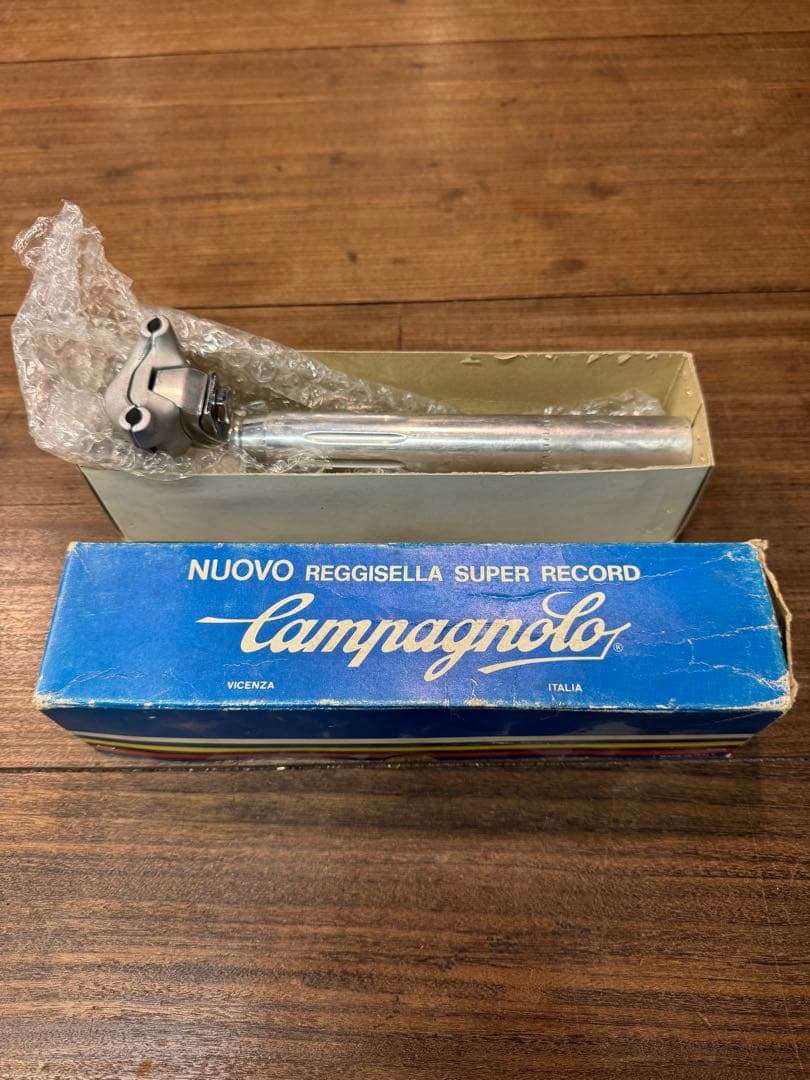 NUOVO REGGISELLA SUPER RECORD
Campagnolo®
VICENZA ITALIA